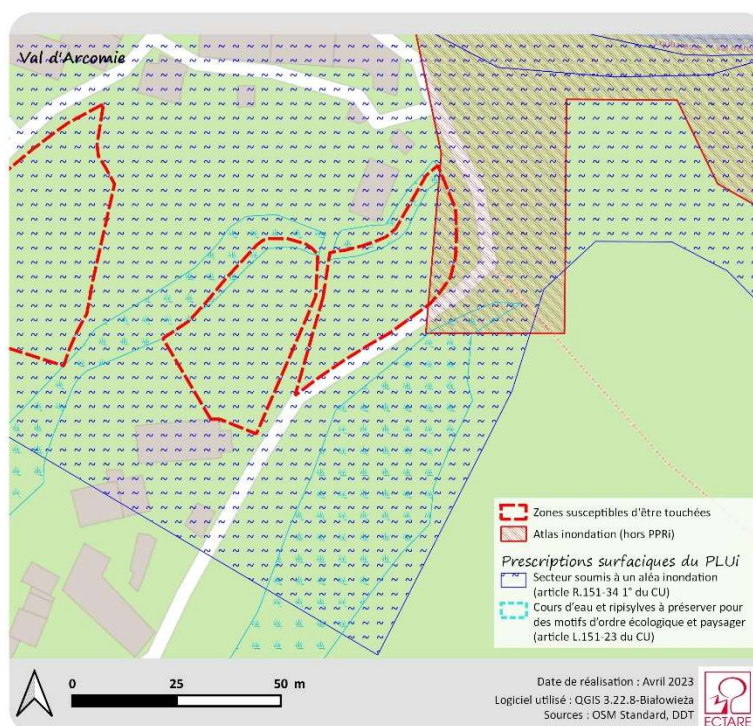 Val d'Arcomie
Zones susceptibles d'être touchées
Atlas inondation (hors PPRi)
Prescriptions surfaciques du PLUi
Secteur soumis à un aléa inondation
(article R.151-34 1° du CU)
Cours d'eau et ripisylves à préserver pour
des motifs d'ordre écologique et paysager
(article L.151-23 du CU)
0 25 50 m
Date de réalisation : Avril 2023
Logiciel utilisé : QGIS 3.22.8-Białowieża
Sources : OSM Standard, DDT
ECTARE